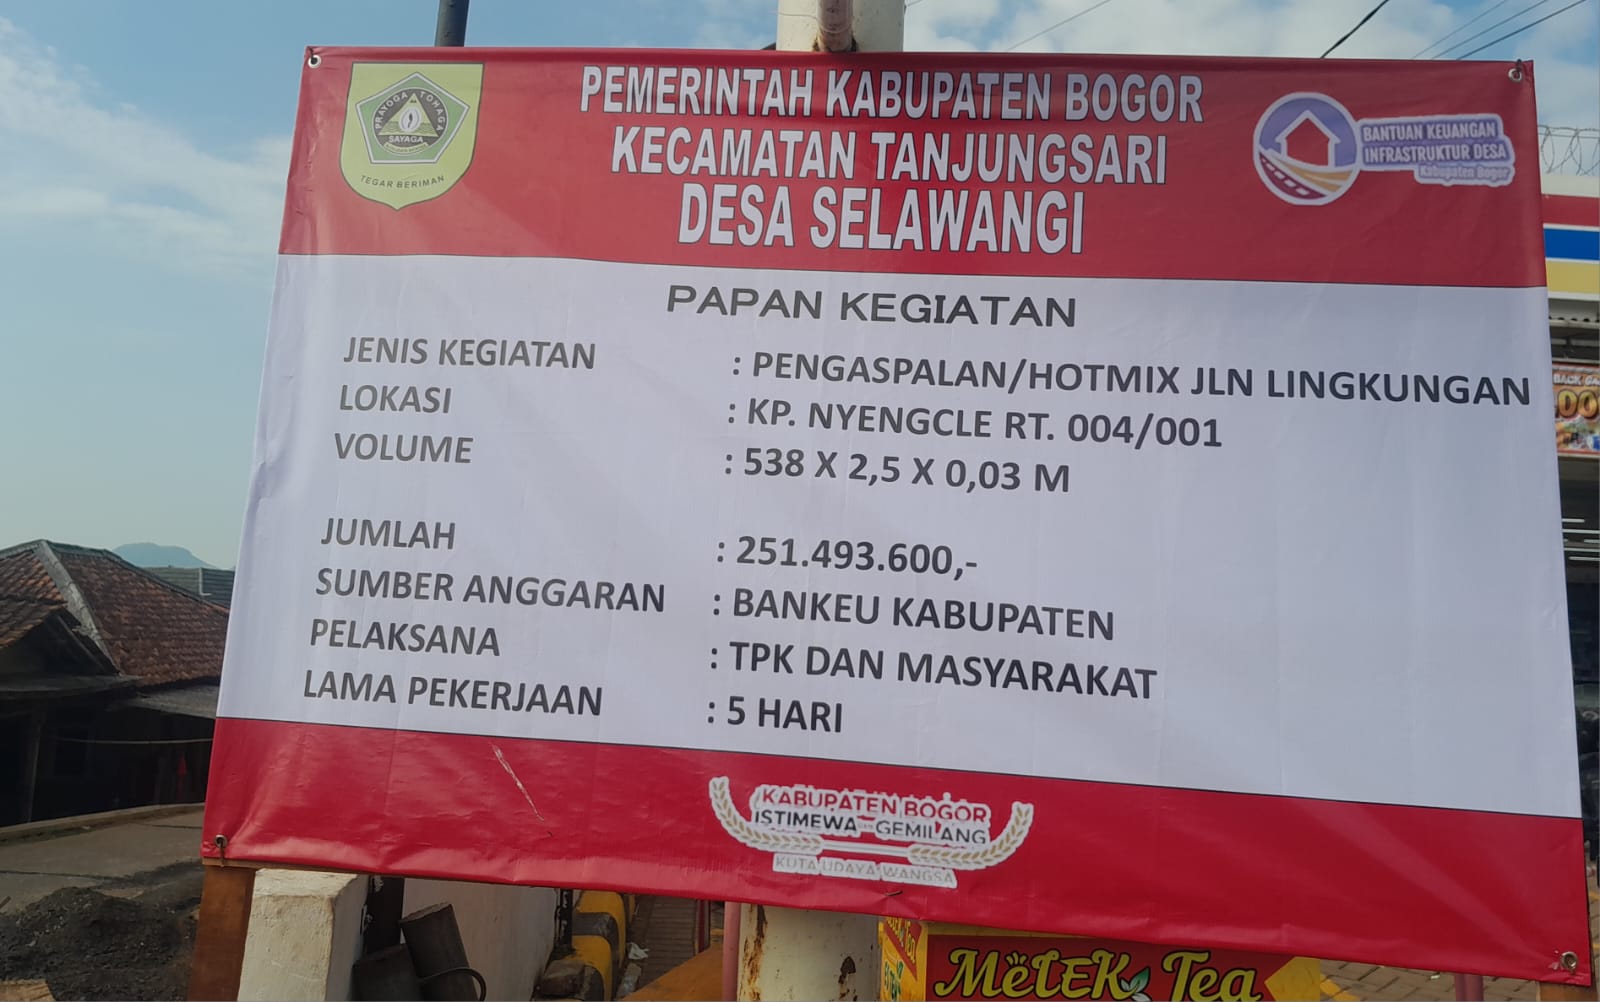 PRAYOGA TOHAGA
SAYAGA
TEGAR BERIMAN
PEMERINTAH KABUPATEN BOGOR
KECAMATAN TANJUNGSARI
DESA SELAWANGI
BANTUAN KEUANGAN
INFRASTRUKTUR DESA
Kabupaten Bogor
PAPAN KEGIATAN
JENIS KEGIATAN : PENGASPALAN/HOTMIX JLN LINGKUNGAN
LOKASI : KP. NYENGCLE RT. 004/001
VOLUME : 538 X 2,5 X 0,03 M
JUMLAH : 251.493.600,-
SUMBER ANGGARAN : BANKEU KABUPATEN
PELAKSANA : TPK DAN MASYARAKAT
LAMA PEKERJAAN : 5 HARI
KABUPATEN BOGOR
ISTIMEWA GEMILANG
KUTA UDAYA WANGSA
MelEK Tea